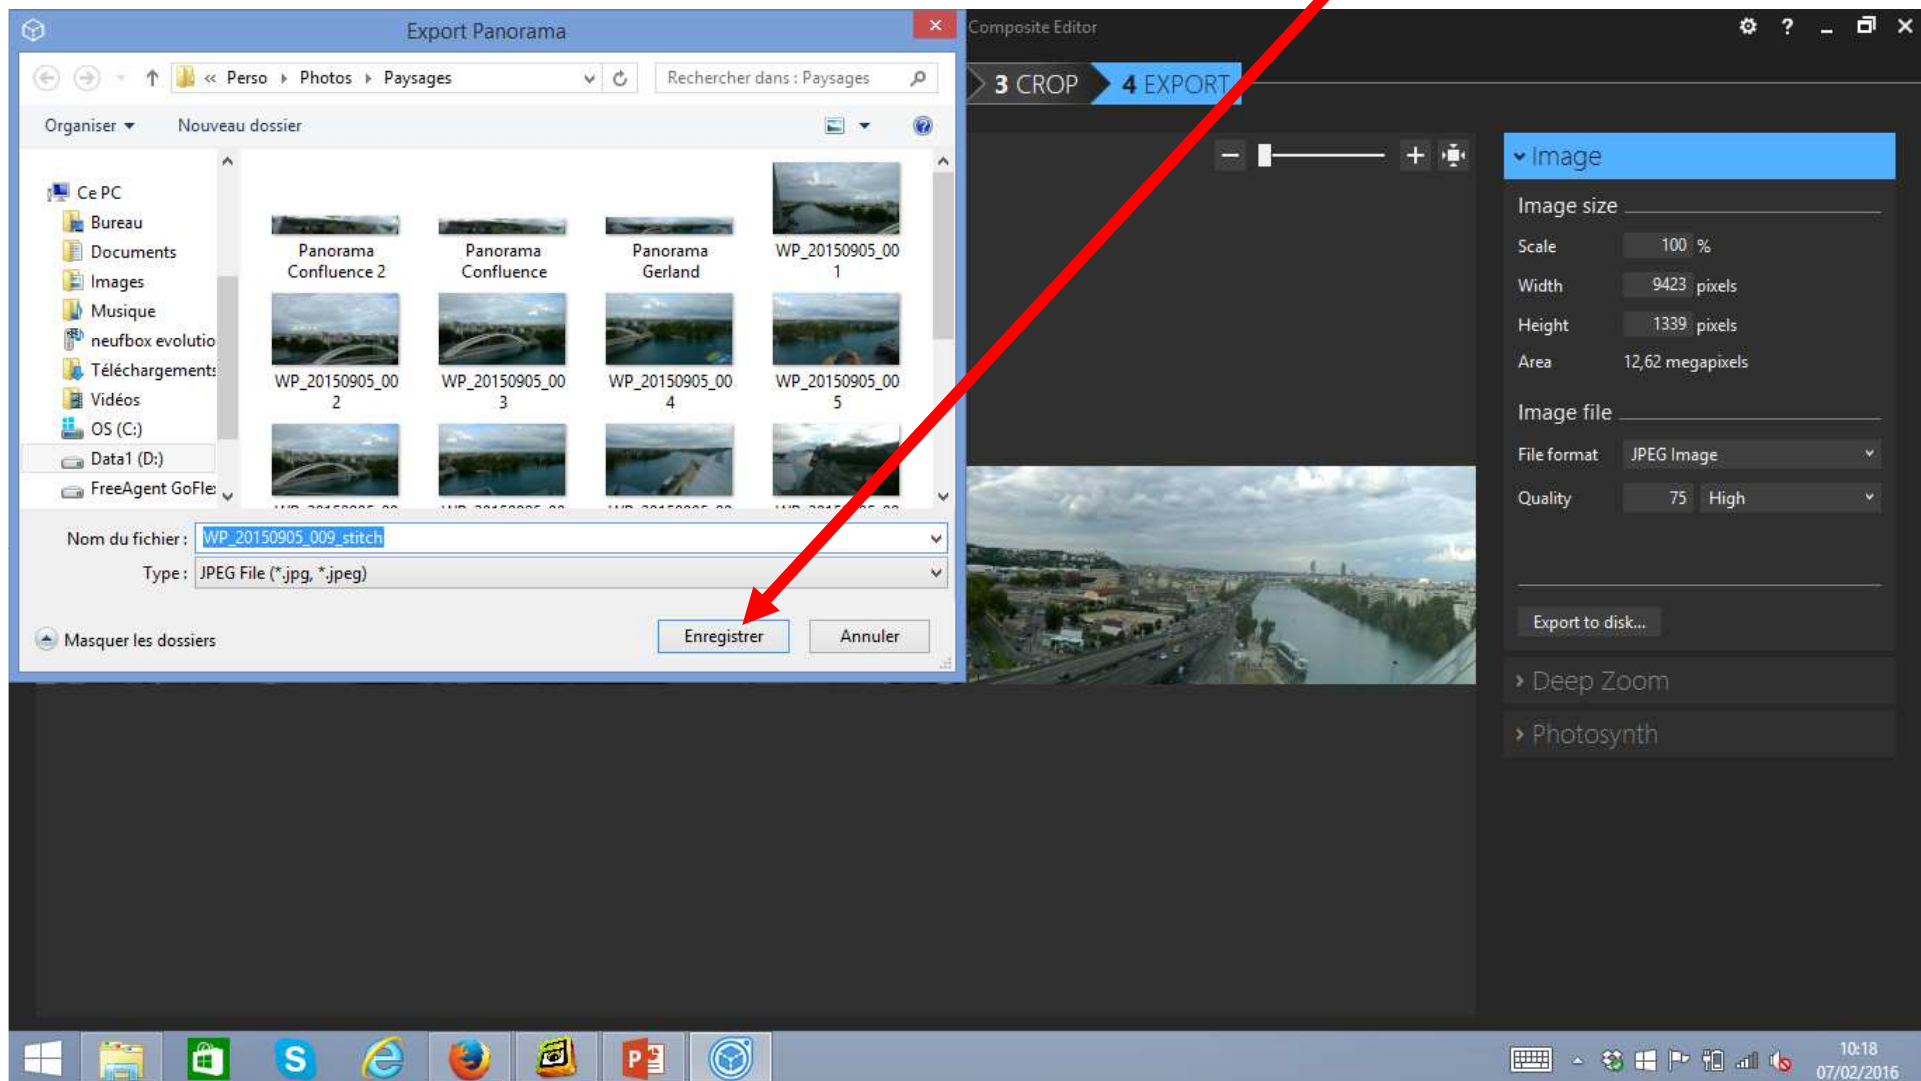 Export Panorama
Composite Editor
?
« Perso Photos Paysages
Rechercher dans : Paysages
3 CROP 4 EXPORT
Organiser Nouveau dossier
Ce PC
Bureau
Documents
Images
Musique
neufbox evolutio
Téléchargements
Vidéos
OS (C:)
Data1 (D:)
FreeAgent GoFle
Panorama
Confluence 2
Panorama
Confluence
Panorama
Gerland
WP_20150905_00
1
WP_20150905_00
2
WP_20150905_00
3
WP_20150905_00
4
WP_20150905_00
5
Nom du fichier : WP_20150905_009_stitch
Type : JPEG File (*.jpg, *.jpeg)
Masquer les dossiers
Enregistrer Annuler
Image
Image size
Scale 100 %
Width 9423 pixels
Height 1339 pixels
Area 12,62 megapixels
Image file
File format JPEG Image
Quality 75 High
Export to disk...
Deep Zoom
Photosynth
10:18
07/02/2016